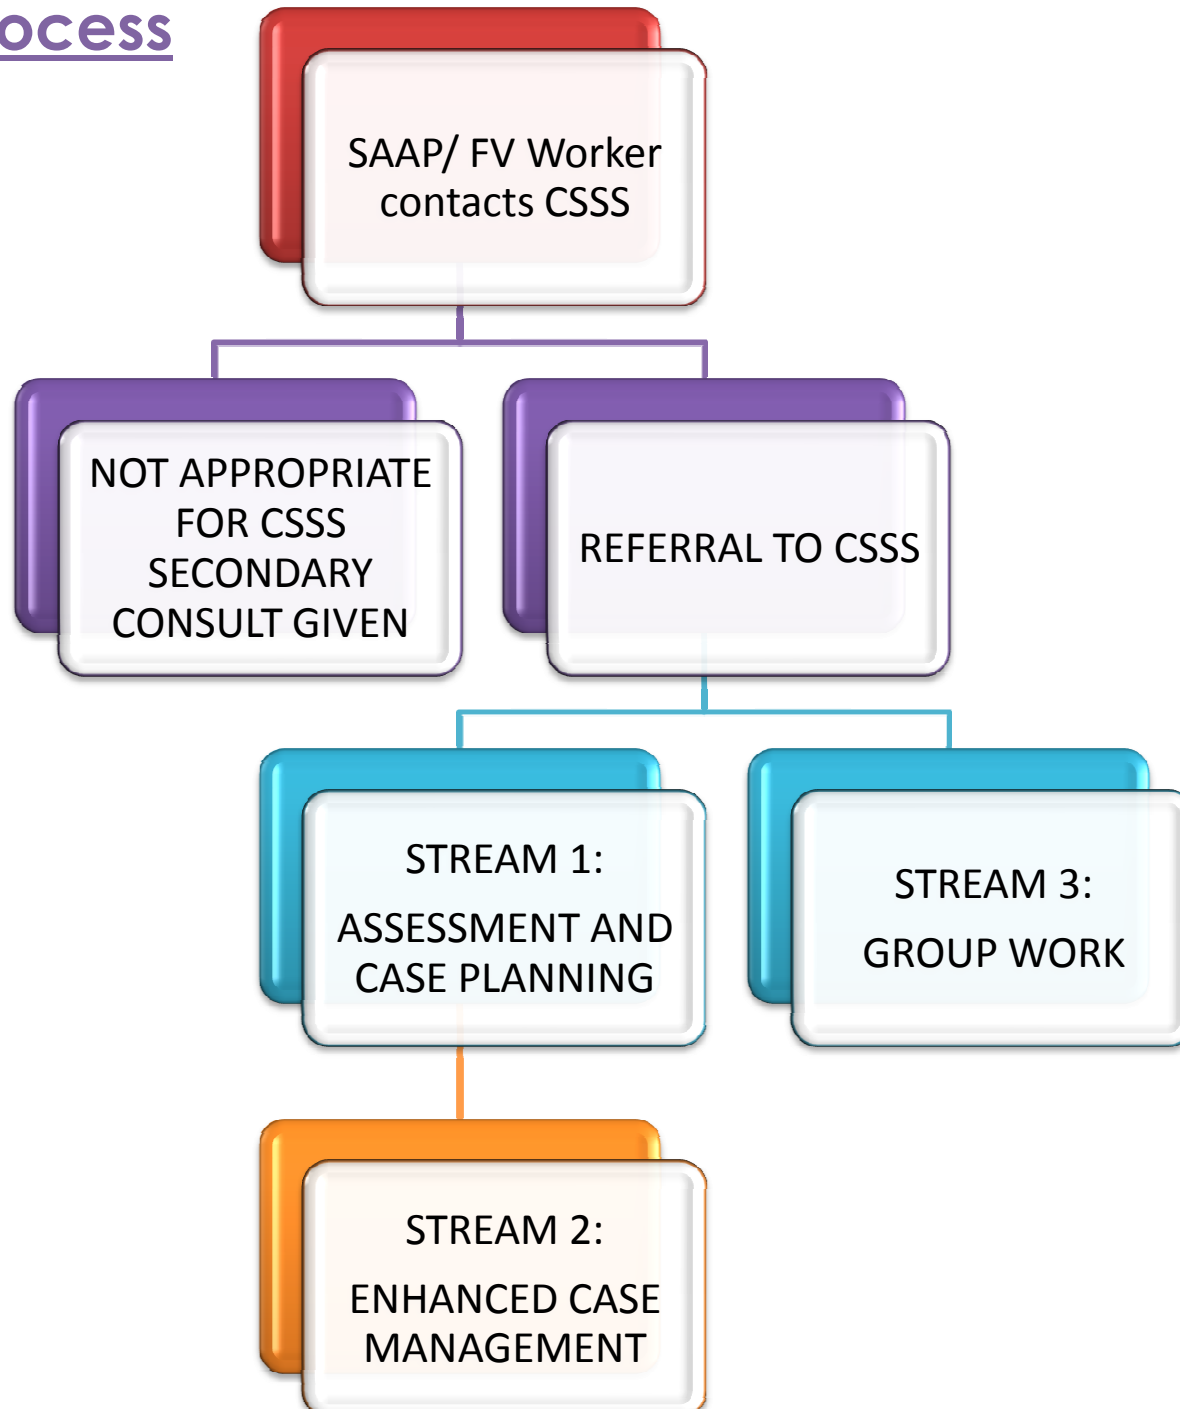 ocess
SAAP/ FV Worker
contacts CSSS
NOT APPROPRIATE
FOR CSSS
SECONDARY
CONSULT GIVEN
REFERRAL TO CSSS
STREAM 1:
ASSESSMENT AND
CASE PLANNING
STREAM 3:
GROUP WORK
STREAM 2:
ENHANCED CASE
MANAGEMENT